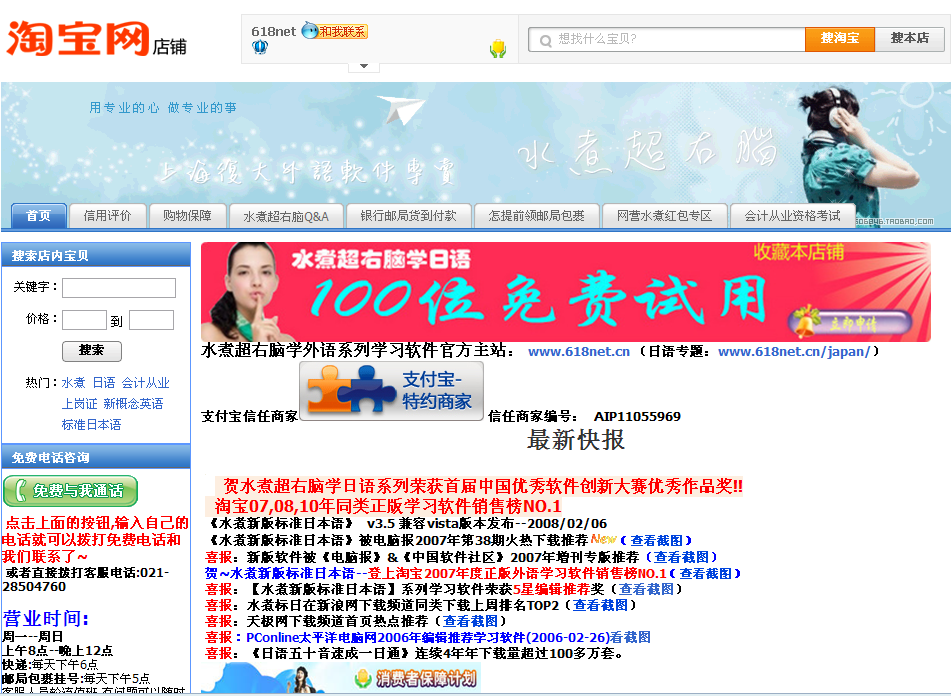 淘宝网店铺
618net 和我联系
想找什么宝贝?
搜淘宝 搜本店
用专业的心 做专业的事
上海復大外語軟件專賣
水煮超右腦
首页 信用评价 购物保障 水煮超右脑Q&A 银行邮局货到付款 怎提前领邮局包裹 网营水煮红包专区 会计从业资格考试
搜索店内宝贝
关键字:
价格: 到
搜索
热门: 水煮 日语 会计从业
上岗证 新概念英语
标准日本语
免费电话咨询
免费与我通话
点击上面的按钮,输入自己的
电话就可以拨打免费电话和
我们联系了~
或者直接拨打客服电话:021-
28504760
营业时间:
周一--周日
上午8点--晚上12点
快递:每天下午6点
邮局包裹挂号:每天下午5点
客服人员轮流值班,有问题可以随时
水煮超右脑学日语
收藏本店铺
100位免费试用
立即申请
水煮超右脑学外语系列学习软件官方主站: www.618net.cn (日语专题: www.618net.cn/japan/)
支付宝信任商家 支付宝-
特约商家
信任商家编号: AIP11055969
最新快报
贺水煮超右脑学日语系列荣获首届中国优秀软件创新大赛优秀作品奖!!
淘宝07,08,10年同类正版学习软件销售榜NO.1
《水煮新版标准日本语》 v3.5 兼容vista版本发布--2008/02/06
《水煮新版标准日本语》被电脑报2007年第38期火热下载推荐New(查看截图)
喜报:新版软件被《电脑报》&《中国软件社区》2007年增刊专版推荐(查看截图)
贺~水煮新版标准日本语--登上淘宝2007年度正版外语学习软件销售榜NO.1(查看截图)
喜报:【水煮新版标准日本语】系列学习软件荣获5星编辑推荐奖(查看截图)
喜报:水煮标日在新浪网下载频道同类下载上周排名TOP2(查看截图)
喜报:天极网下载频道首页热点推荐(查看截图)
喜报:PConline太平洋电脑网2006年编辑推荐学习软件(2006-02-26)看截图
喜报:《日语五十音速成一日通》连续4年年下载量超过100多万套。
消费者保障计划